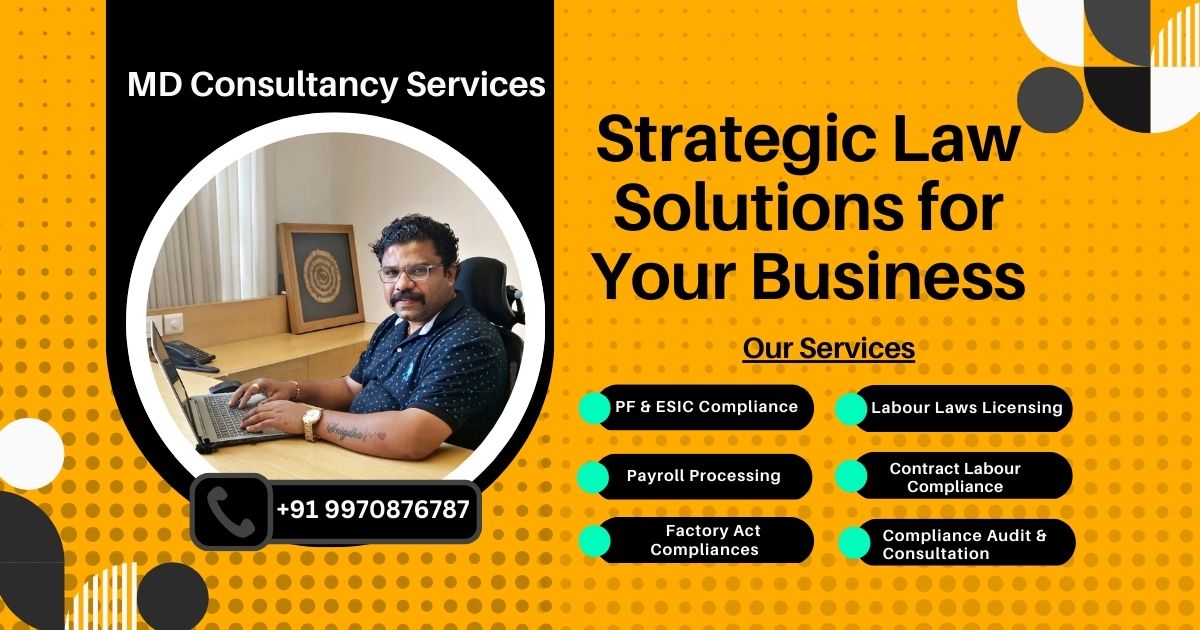 MD Consultancy Services
Snigdha
+91 9970876787
Strategic Law
Solutions for
Your Business
Our Services
PF & ESIC Compliance
Labour Laws Licensing
Payroll Processing
Contract Labour
Compliance
Factory Act
Compliances
Compliance Audit &
Consultation